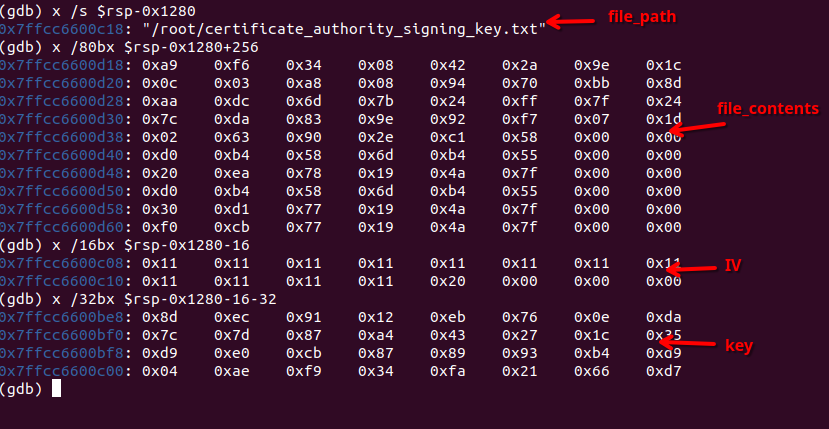 (gdb) x /s $rsp-0x1280
0x7ffcc6600c18: "/root/certificate_authority_signing_key.txt"
file_path
(gdb) x /80bx $rsp-0x1280+256
0x7ffcc6600d18: 0xa9 0xf6 0x34 0x08 0x42 0x2a 0x9e 0x1c
0x7ffcc6600d20: 0x0c 0x03 0xa8 0x08 0x94 0x70 0xbb 0x8d
0x7ffcc6600d28: 0xaa 0xdc 0x6d 0x7b 0x24 0xff 0x7f 0x24
0x7ffcc6600d30: 0x7c 0xda 0x83 0x9e 0x92 0xf7 0x07 0x1d
file_contents
0x7ffcc6600d38: 0x02 0x63 0x90 0x2e 0xc1 0x58 0x00 0x00
0x7ffcc6600d40: 0xd0 0xb4 0x58 0x6d 0xb4 0x55 0x00 0x00
0x7ffcc6600d48: 0x20 0xea 0x78 0x19 0x4a 0x7f 0x00 0x00
0x7ffcc6600d50: 0xd0 0xb4 0x58 0x6d 0xb4 0x55 0x00 0x00
0x7ffcc6600d58: 0x30 0xd1 0x77 0x19 0x4a 0x7f 0x00 0x00
0x7ffcc6600d60: 0xf0 0xcb 0x77 0x19 0x4a 0x7f 0x00 0x00
(gdb) x /16bx $rsp-0x1280-16
0x7ffcc6600c08: 0x11 0x11 0x11 0x11 0x11 0x11 0x11 0x11
IV
0x7ffcc6600c10: 0x11 0x11 0x11 0x11 0x20 0x00 0x00 0x00
(gdb) x /32bx $rsp-0x1280-16-32
0x7ffcc6600be8: 0x8d 0xec 0x91 0x12 0xeb 0x76 0x0e 0xda
0x7ffcc6600bf0: 0x7c 0x7d 0x87 0xa4 0x43 0x27 0x1c 0x35
key
0x7ffcc6600bf8: 0xd9 0xe0 0xcb 0x87 0x89 0x93 0xb4 0xd9
0x7ffcc6600c00: 0x04 0xae 0xf9 0x34 0xfa 0x21 0x66 0xd7
(gdb)